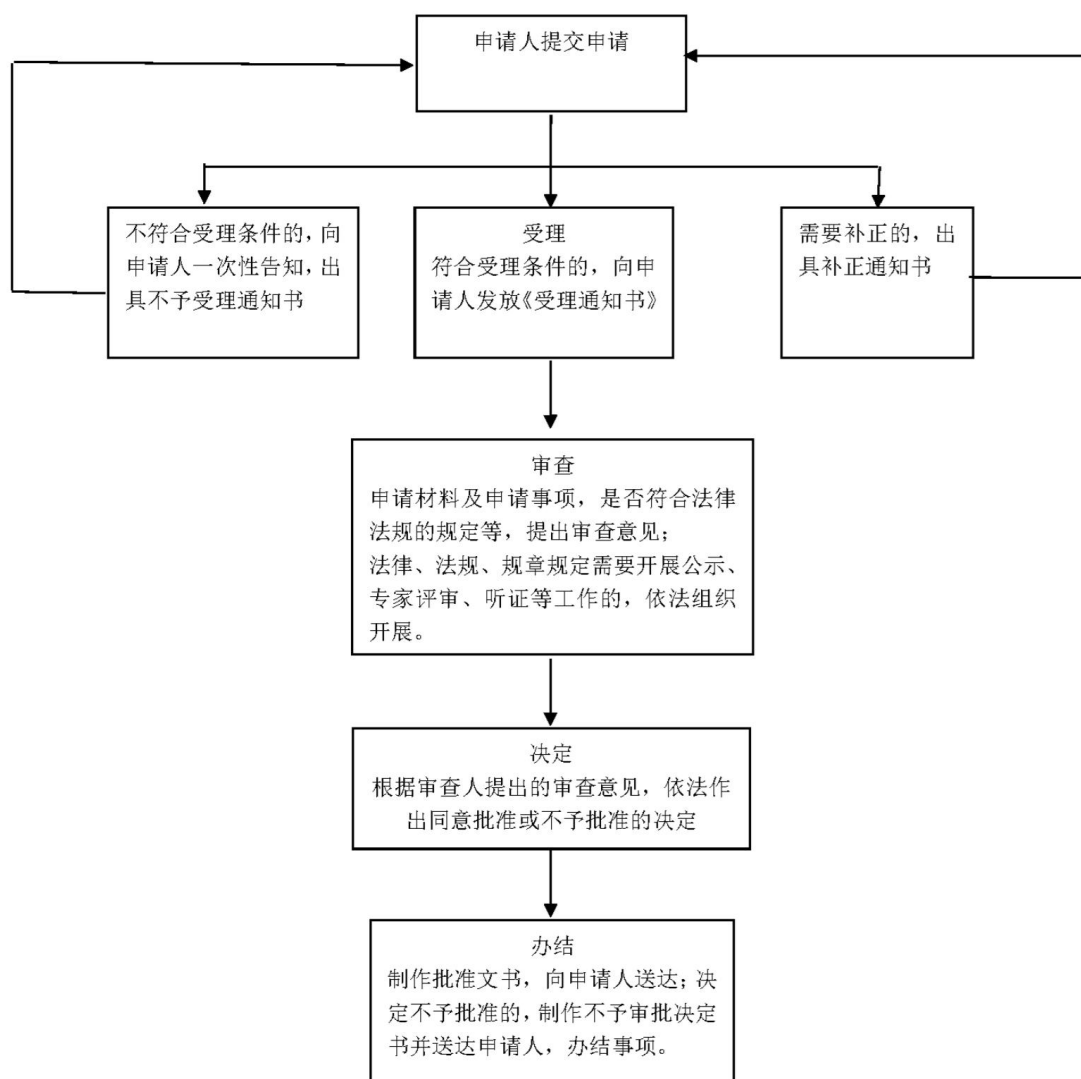 申请人提交申请
不符合受理条件的，向
申请人一次性告知，出
具不予受理通知书
受理
符合受理条件的，向申
请人发放《受理通知书》
需要补正的，出
具补正通知书
审查
申请材料及申请事项，是否符合法律
法规的规定等，提出审查意见；
法律、法规、规章规定需要开展公示、
专家评审、听证等工作的，依法组织
开展。
决定
根据审查人提出的审查意见，依法作
出同意批准或不予批准的决定
办结
制作批准文书，向申请人送达；决
定不予批准的，制作不予审批决定
书并送达申请人，办结事项。